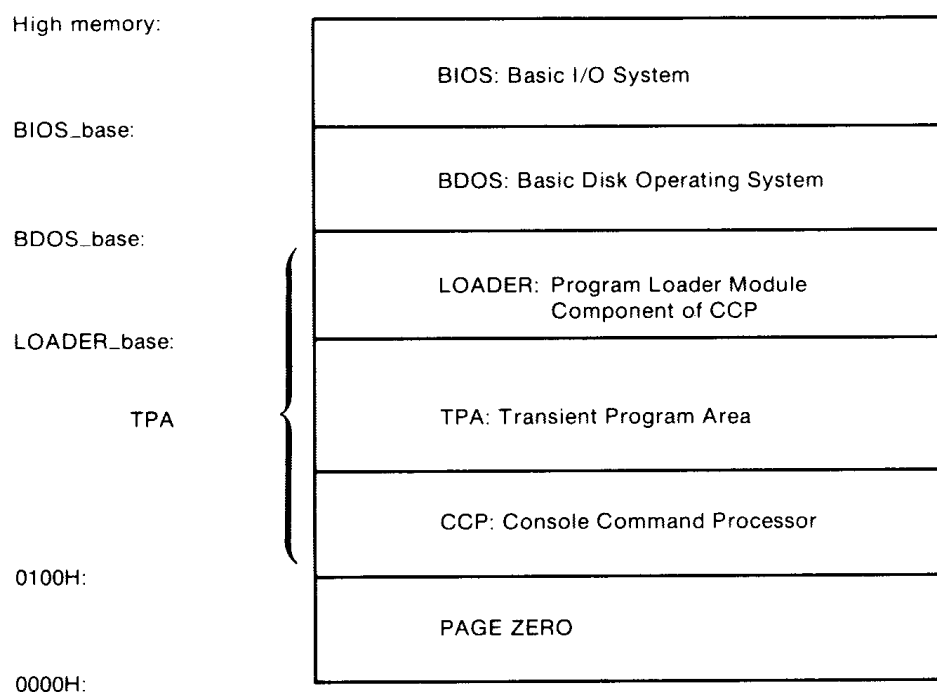 High memory:
BIOS: Basic I/O System
BIOS_base:
BDOS: Basic Disk Operating System
BDOS_base:
LOADER: Program Loader Module
Component of CCP
LOADER_base:
TPA
TPA: Transient Program Area
CCP: Console Command Processor
0100H:
PAGE ZERO
0000H: